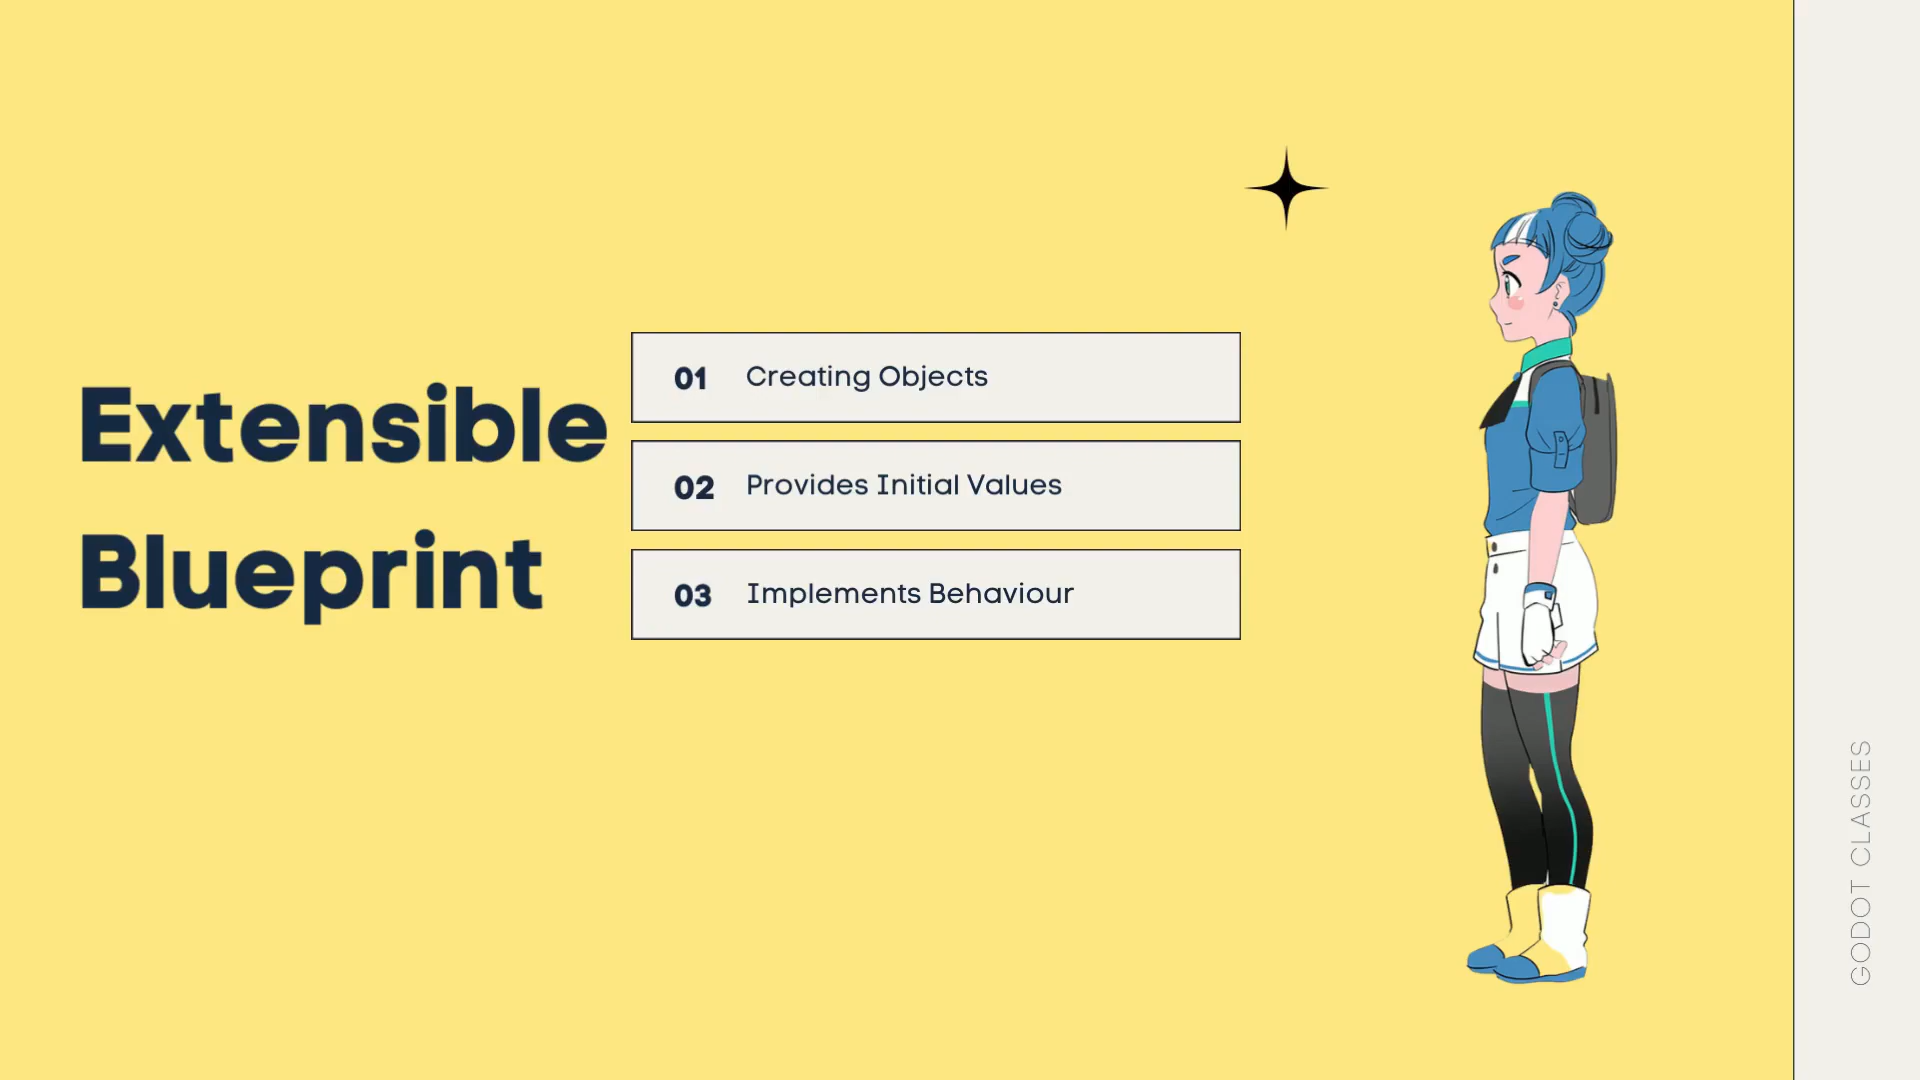 Extensible
Blueprint
01 Creating Objects
02 Provides Initial Values
03 Implements Behaviour
GODOT CLASSES